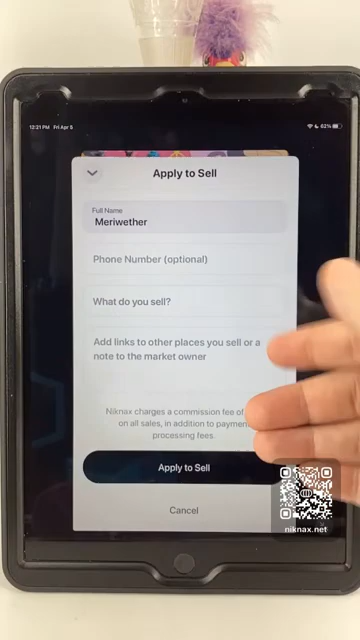 12:21 PM Fri Apr 5
62%
Apply to Sell
Full Name
Meriwether
Phone Number (optional)
What do you sell?
Add links to other places you sell or a
note to the market owner
Niknax charges a commission fee of
on all sales, in addition to payment
processing fees.
Apply to Sell
Cancel
niknax.net